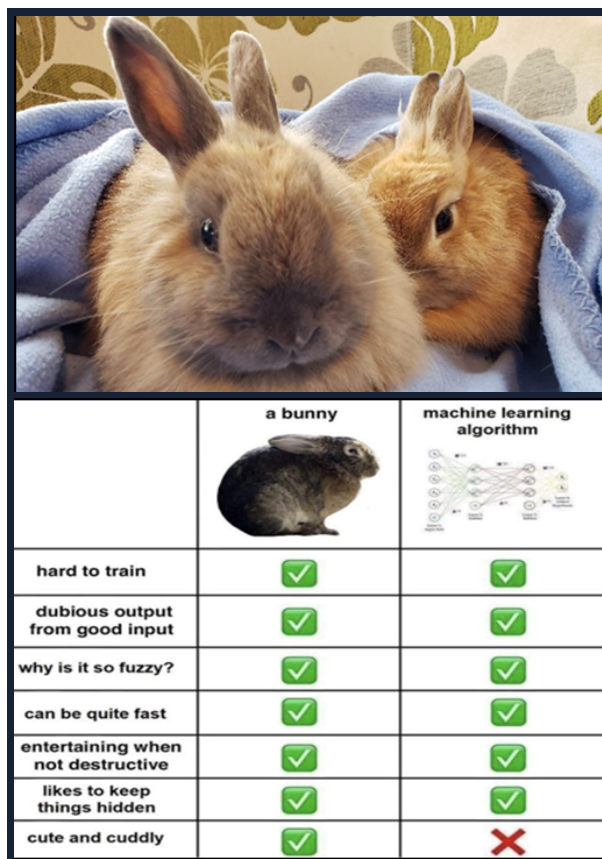 a bunny
machine learning
algorithm
hard to train
dubious output
from good input
why is it so fuzzy?
can be quite fast
entertaining when
not destructive
likes to keep
things hidden
cute and cuddly